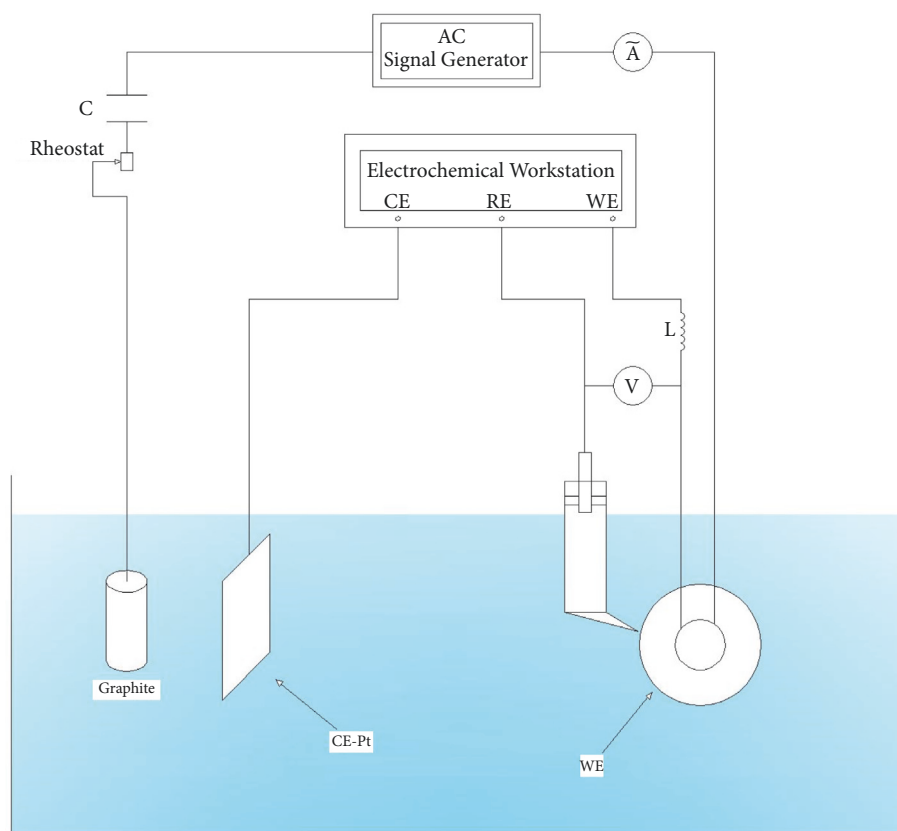 AC
Signal Generator
Ã
C
Rheostat
Electrochemical Workstation
CE RE WE
L
V
Graphite
CE-Pt
WE